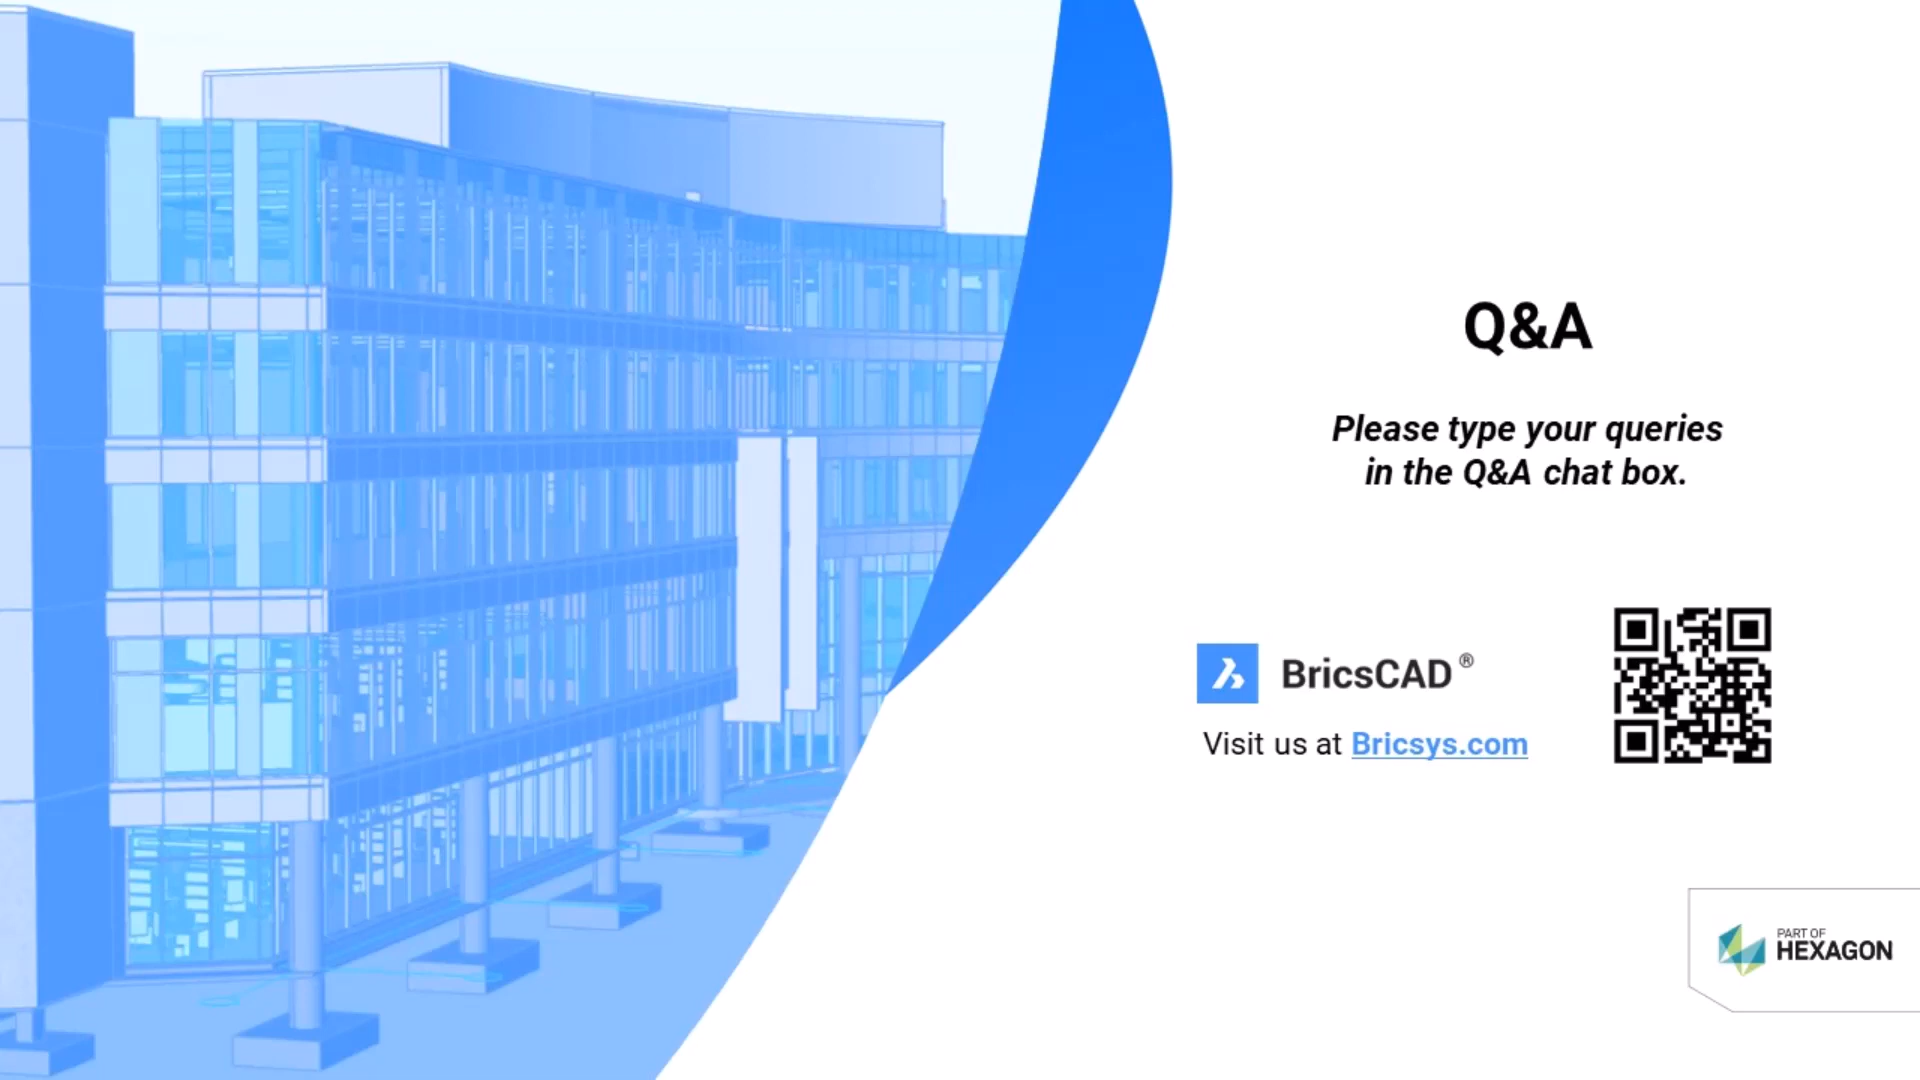 Q&A
Please type your queries
in the Q&A chat box.
BricsCAD®
Visit us at Bricsys.com
PART OF
HEXAGON